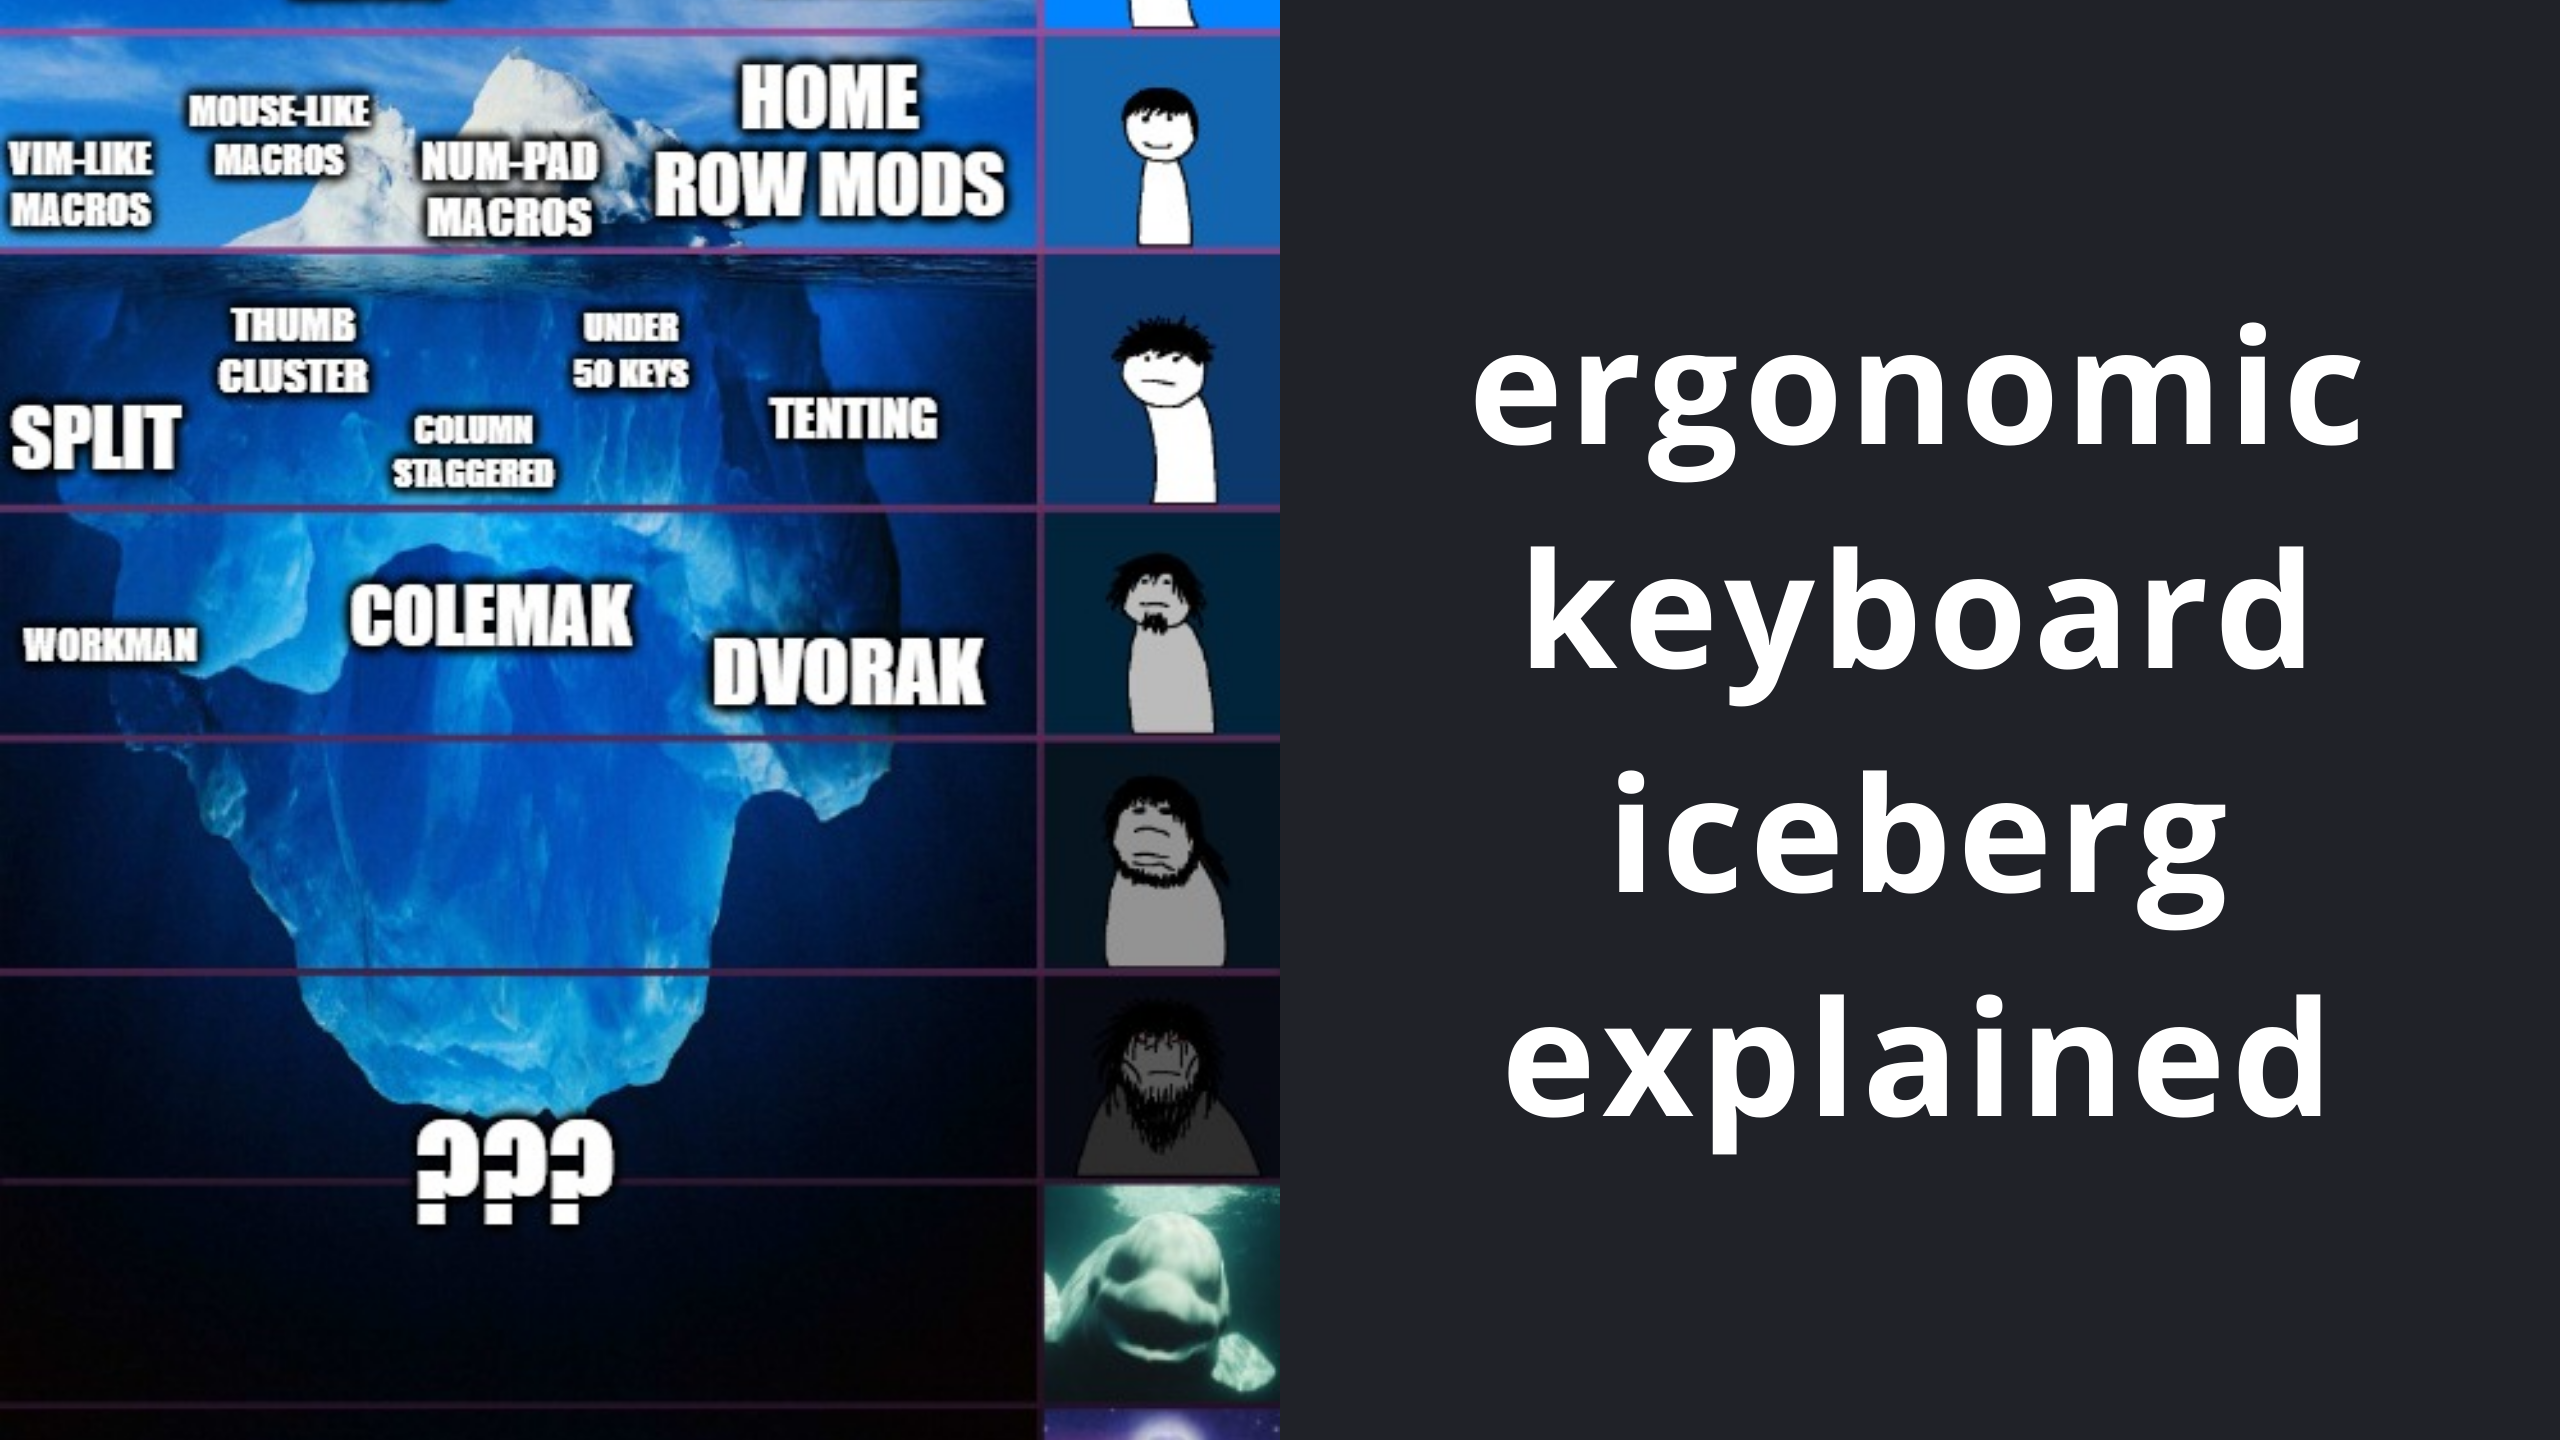 HOME
ROW MODS
MOUSE-LIKE
MACROS
VIM-LIKE
MACROS
NUM-PAD
MACROS
THUMB
CLUSTER
UNDER
50 KEYS
SPLIT
COLUMN
STAGGERED
TENTING
WORKMAN
COLEMAK
DVORAK
???
ergonomic
keyboard
iceberg
explained